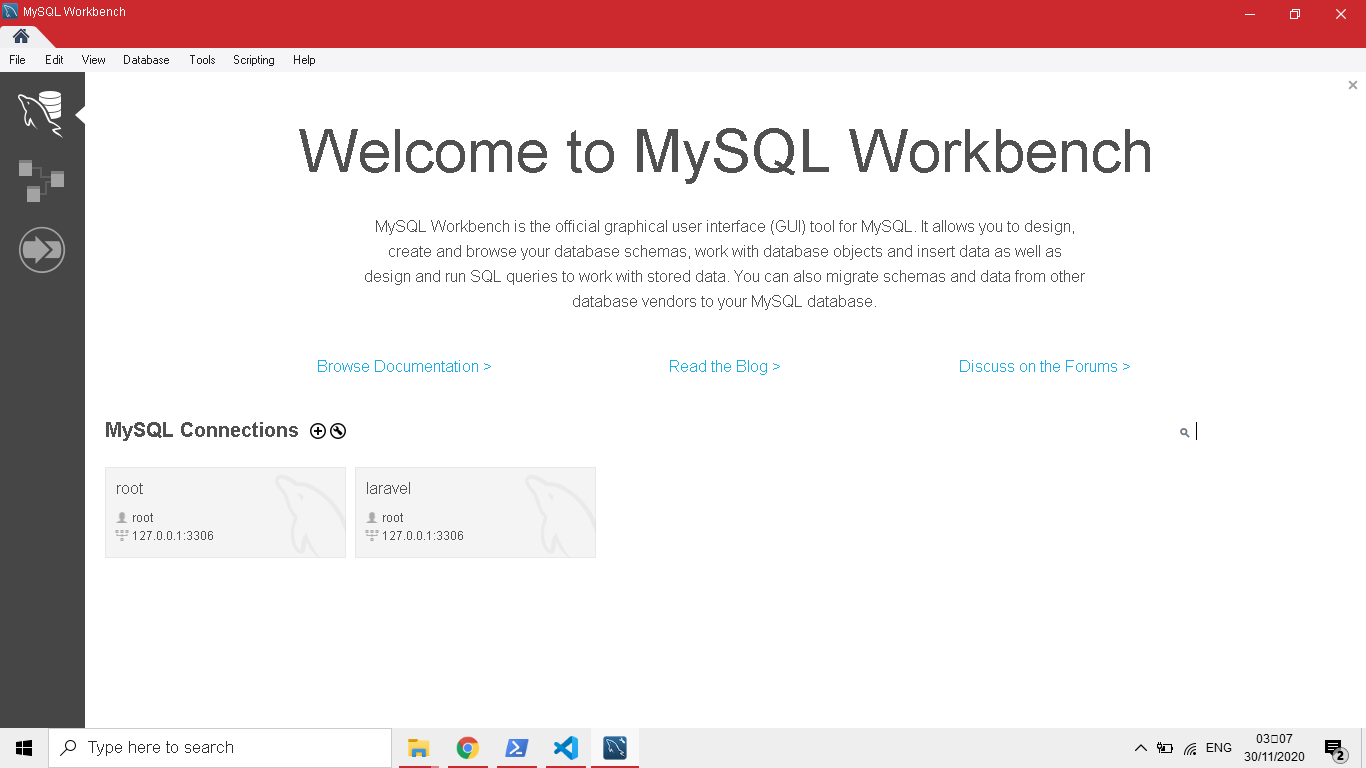 MySQL Workbench
File Edit View Database Tools Scripting Help
Welcome to MySQL Workbench
MySQL Workbench is the official graphical user interface (GUI) tool for MySQL. It allows you to design,
create and browse your database schemas, work with database objects and insert data as well as
design and run SQL queries to work with stored data. You can also migrate schemas and data from other
database vendors to your MySQL database.
Browse Documentation > Read the Blog > Discuss on the Forums >
MySQL Connections
root
root
127.0.0.1:3306
laravel
root
127.0.0.1:3306
Type here to search
ENG
03□07
30/11/2020
2